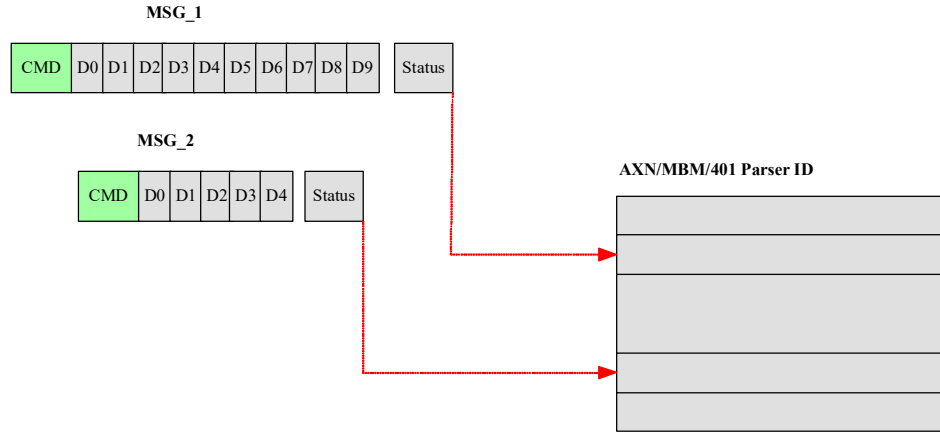 MSG_1
CMD D0 D1 D2 D3 D4 D5 D6 D7 D8 D9 Status
MSG_2
CMD D0 D1 D2 D3 D4 Status
AXN/MBM/401 Parser ID